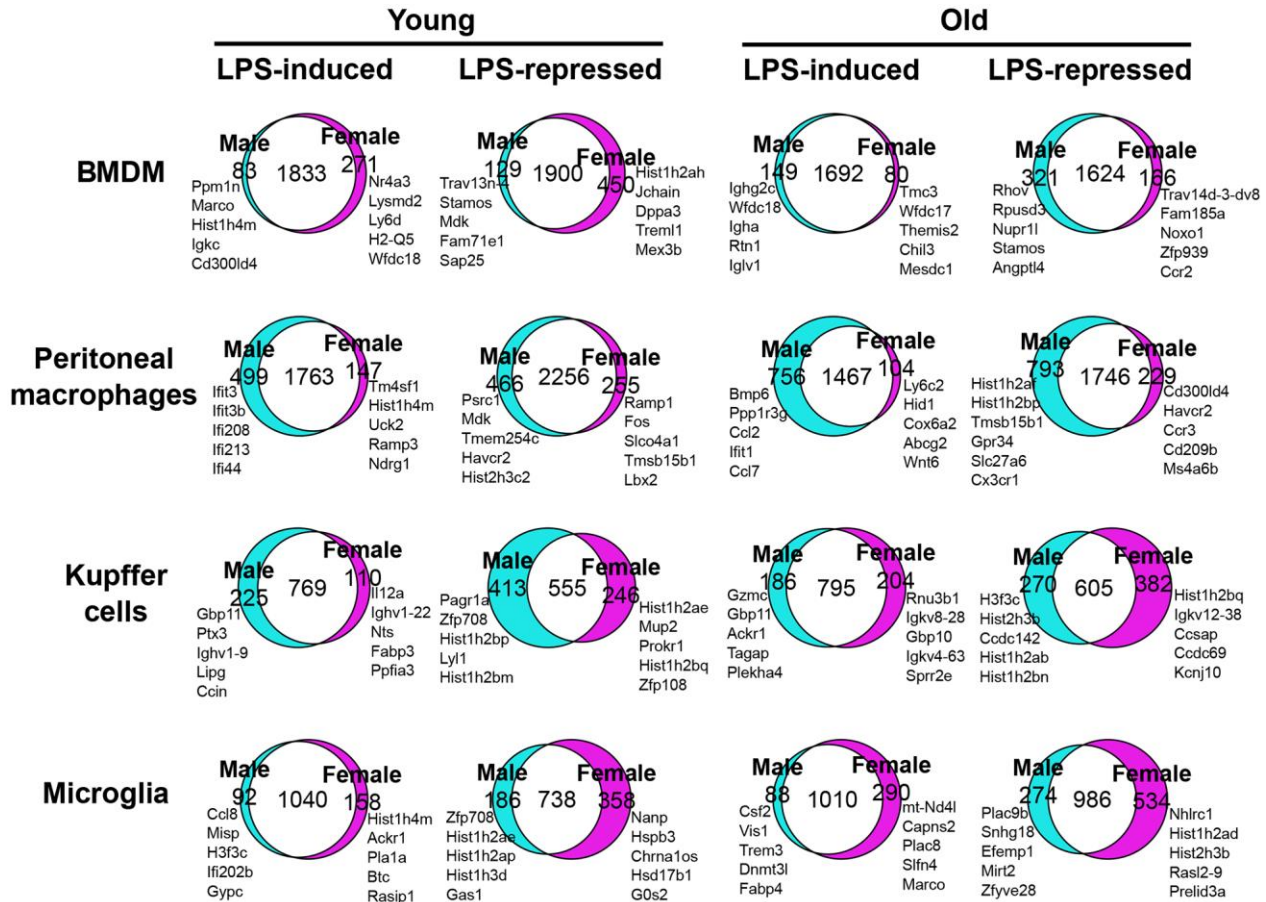 Young
Old
LPS-induced
LPS-repressed
LPS-induced
LPS-repressed
BMDM
Male
83
1833
Female
271
Ppm1n
Marco
Hist1h4m
Igkc
Cd300ld4
Nr4a3
Lysmd2
Ly6d
H2-Q5
Wfdc18
Male
129
1900
Female
450
Trav13n-4
Stamos
Mdk
Fam71e1
Sap25
Hist1h2ah
Jchain
Dppa3
Treml1
Mex3b
Male
149
1692
Female
80
Ighg2c
Wfdc18
Igha
Rtn1
Iglv1
Tmc3
Wfdc17
Themis2
Chil3
Mesdc1
Male
321
1624
Female
166
Rhov
Rpusd3
Nupr1l
Stamos
Angptl4
Trav14d-3-dv8
Fam185a
Noxo1
Zfp939
Ccr2
Peritoneal
macrophages
Male
499
1763
Female
147
Ifit3
Ifit3b
Ifi208
Ifi213
Ifi44
Tm4sf1
Hist1h4m
Uck2
Ramp3
Ndrg1
Male
466
2256
Female
255
Psrc1
Mdk
Tmem254c
Havcr2
Hist2h3c2
Ramp1
Fos
Slco4a1
Tmsb15b1
Lbx2
Male
756
1467
Female
104
Bmp6
Ppp1r3g
Ccl2
Ifit1
Ccl7
Ly6c2
Hid1
Cox6a2
Abcg2
Wnt6
Male
793
1746
Female
229
Hist1h2af
Hist1h2bp
Tmsb15b1
Gpr34
Slc27a6
Cx3cr1
Cd300ld4
Havcr2
Ccr3
Cd209b
Ms4a6b
Kupffer
cells
Male
225
769
Female
110
Gbp11
Ptx3
Ighv1-9
Lipg
Ccin
Il12a
Ighv1-22
Nts
Fabp3
Ppfia3
Male
413
555
Female
246
Pagr1a
Zfp708
Hist1h2bp
Lyl1
Hist1h2bm
Hist1h2ae
Mup2
Prokr1
Hist1h2bq
Zfp108
Male
186
795
Female
204
Gzmc
Gbp11
Ackr1
Tagap
Plekha4
Rnu3b1
Igkv8-28
Gbp10
Igkv4-63
Sprr2e
Male
270
605
Female
382
H3f3c
Hist2h3b
Ccdc142
Hist1h2ab
Hist1h2bn
Hist1h2bq
Igkv12-38
Ccsap
Ccdc69
Kcnj10
Microglia
Male
92
1040
Female
158
Ccl8
Misp
H3f3c
Ifi202b
Gypc
Hist1h4m
Ackr1
Pla1a
Btc
Rasip1
Male
186
738
Female
358
Zfp708
Hist1h2ae
Hist1h2ap
Hist1h3d
Gas1
Nanp
Hspb3
Chrna1os
Hsd17b1
G0s2
Male
88
1010
Female
290
Csf2
Vis1
Trem3
Dnmt3l
Fabp4
mt-Nd4l
Capns2
Plac8
Slfn4
Marco
Male
274
986
Female
534
Plac9b
Snhg18
Efemp1
Mirt2
Zfyve28
Nhlrc1
Hist1h2ad
Hist2h3b
Rasl2-9
Prelid3a